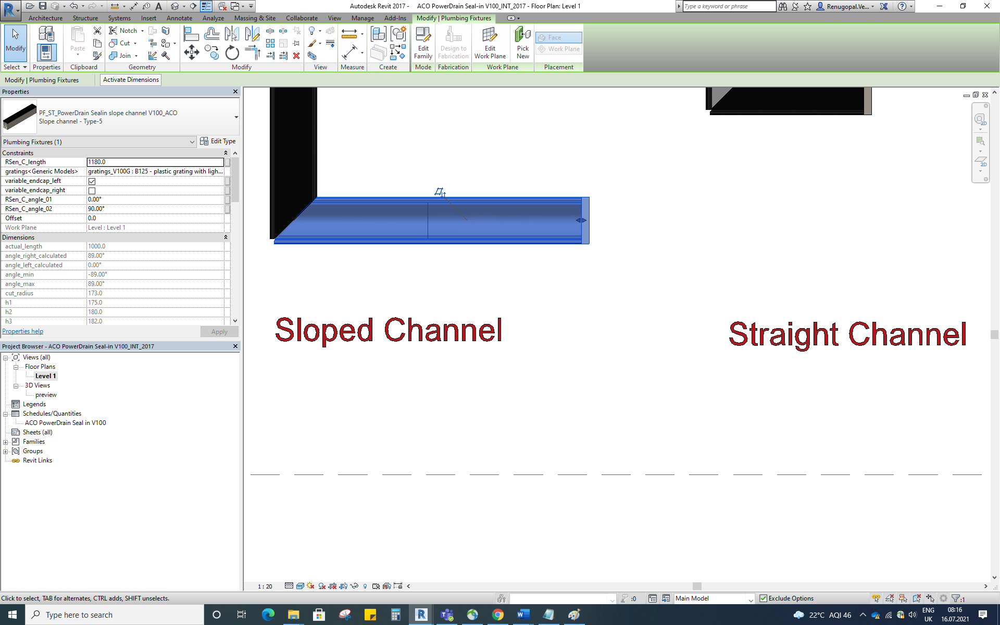 Autodesk Revit 2017 - ACO PowerDrain Seal-in V100_INT_2017 - Floor Plan: Level 1
Type a keyword or phrase
Renugopal.Ve...
Architecture Structure Systems Insert Annotate Analyze Massing & Site Collaborate View Manage Add-Ins Modify | Plumbing Fixtures
Modify
Paste
Notch
Cut
Join
Edit Family
Design to Fabrication
Edit Work Plane
Pick New
Face
Work Plane
Select Properties Clipboard Geometry Modify View Measure Create Mode Fabrication Work Plane Placement
Modify | Plumbing Fixtures Activate Dimensions
Properties
PF_ST_PowerDrain Sealin slope channel V100_ACO
Slope channel - Type-5
Plumbing Fixtures (1) Edit Type
Constraints
RSen_C_length 1180.0
gratings<Generic Models> gratings_V100G : B125 - plastic grating with ligh...
variable_endcap_left
variable_endcap_right
RSen_C_angle_01 0.00°
RSen_C_angle_02 90.00°
Offset 0.0
Work Plane Level : Level 1
Dimensions
actual_length 1000.0
angle_right_calculated 89.00°
angle_left_calculated 0.00°
angle_min -89.00°
angle_max 89.00°
cut_radius 173.0
h1 175.0
h2 180.0
h3 182.0
Properties help Apply
Project Browser - ACO PowerDrain Seal-in V100_INT_2017
Views (all)
Floor Plans
Level 1
3D Views
preview
Legends
Schedules/Quantities
ACO PowerDrain Seal in V100
Sheets (all)
Families
Groups
Revit Links
2D
2D
Sloped Channel
Straight Channel
1 : 20
Click to select, TAB for alternates, CTRL adds, SHIFT unselects.
:0
Main Model
Exclude Options
:1
Type here to search
22°C AQI 46
ENG
UK
08:16
16.07.2021